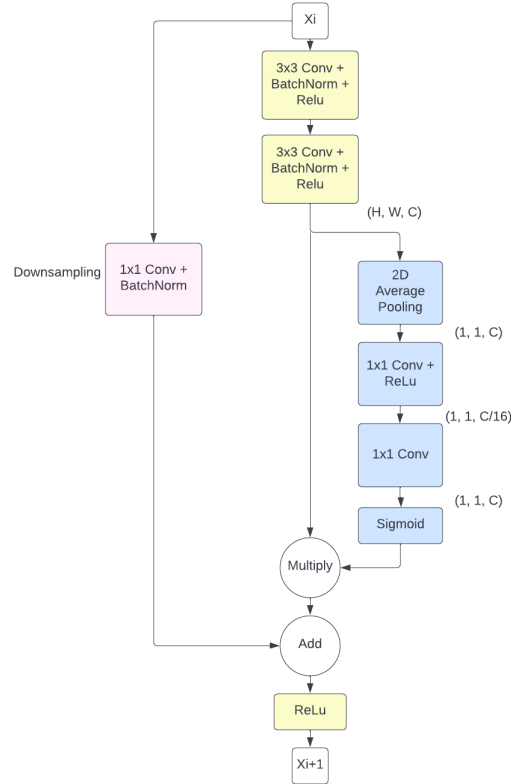 Xi
3x3 Conv +
BatchNorm +
Relu
3x3 Conv +
BatchNorm +
Relu
(H, W, C)
Downsampling
1x1 Conv +
BatchNorm
2D
Average
Pooling
(1, 1, C)
1x1 Conv +
ReLu
(1, 1, C/16)
1x1 Conv
(1, 1, C)
Sigmoid
Multiply
Add
ReLu
Xi+1